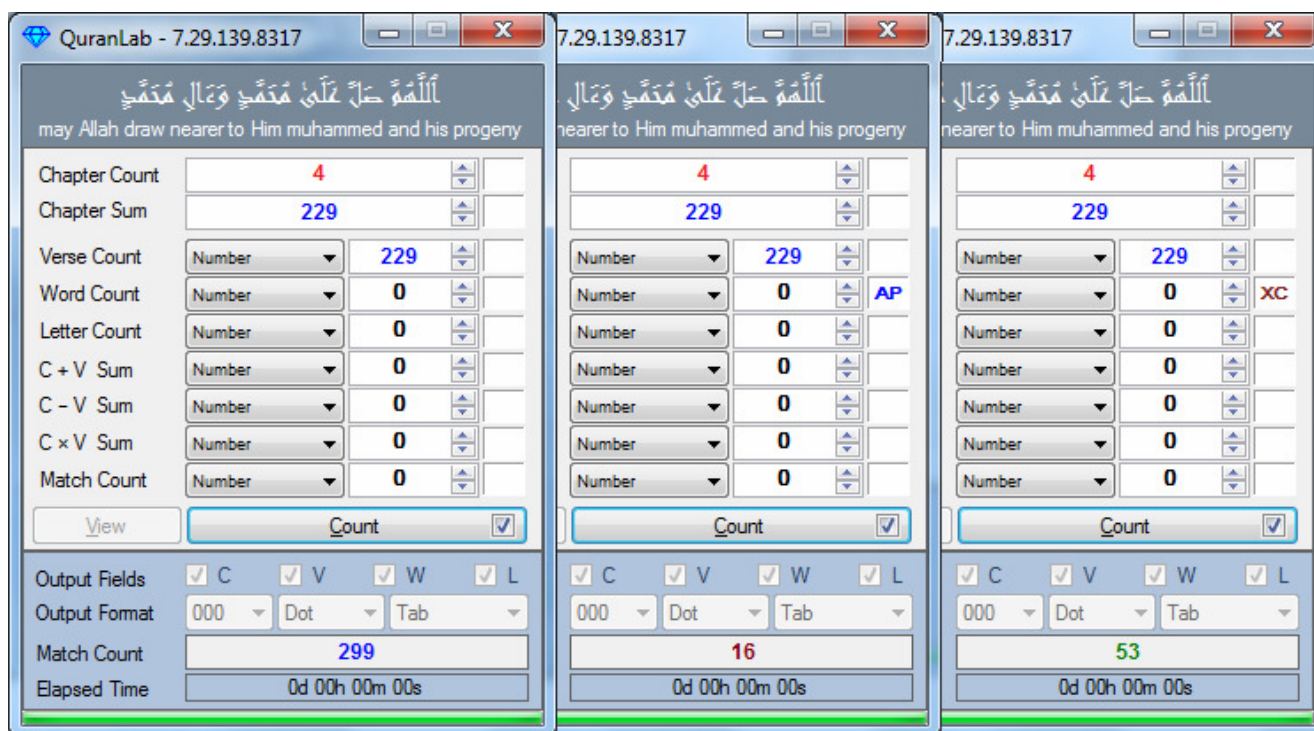 QuranLab - 7.29.139.8317
7.29.139.8317
7.29.139.8317
ٱللَّهُمَّ صَلِّ عَلَىٰ مُحَمَّدٍ وَءَالِ مُحَمَّدٍ
ٱللَّهُمَّ صَلِّ عَلَىٰ مُحَمَّدٍ وَءَالِ
ٱللَّهُمَّ صَلِّ عَلَىٰ مُحَمَّدٍ وَءَالِ
may Allah draw nearer to Him muhammed and his progeny
nearer to Him muhammed and his progeny
nearer to Him muhammed and his progeny
Chapter Count 4 4 4
Chapter Sum 229 229 229
Verse Count Number 229 Number 229 Number 229
Word Count Number 0 Number 0 AP Number 0 XC
Letter Count Number 0 Number 0 Number 0
C + V Sum Number 0 Number 0 Number 0
C – V Sum Number 0 Number 0 Number 0
C × V Sum Number 0 Number 0 Number 0
Match Count Number 0 Number 0 Number 0
View Count Count Count
Output Fields C V W L C V W L C V W L
Output Format 000 Dot Tab 000 Dot Tab 000 Dot Tab
Match Count 299 16 53
Elapsed Time 0d 00h 00m 00s 0d 00h 00m 00s 0d 00h 00m 00s